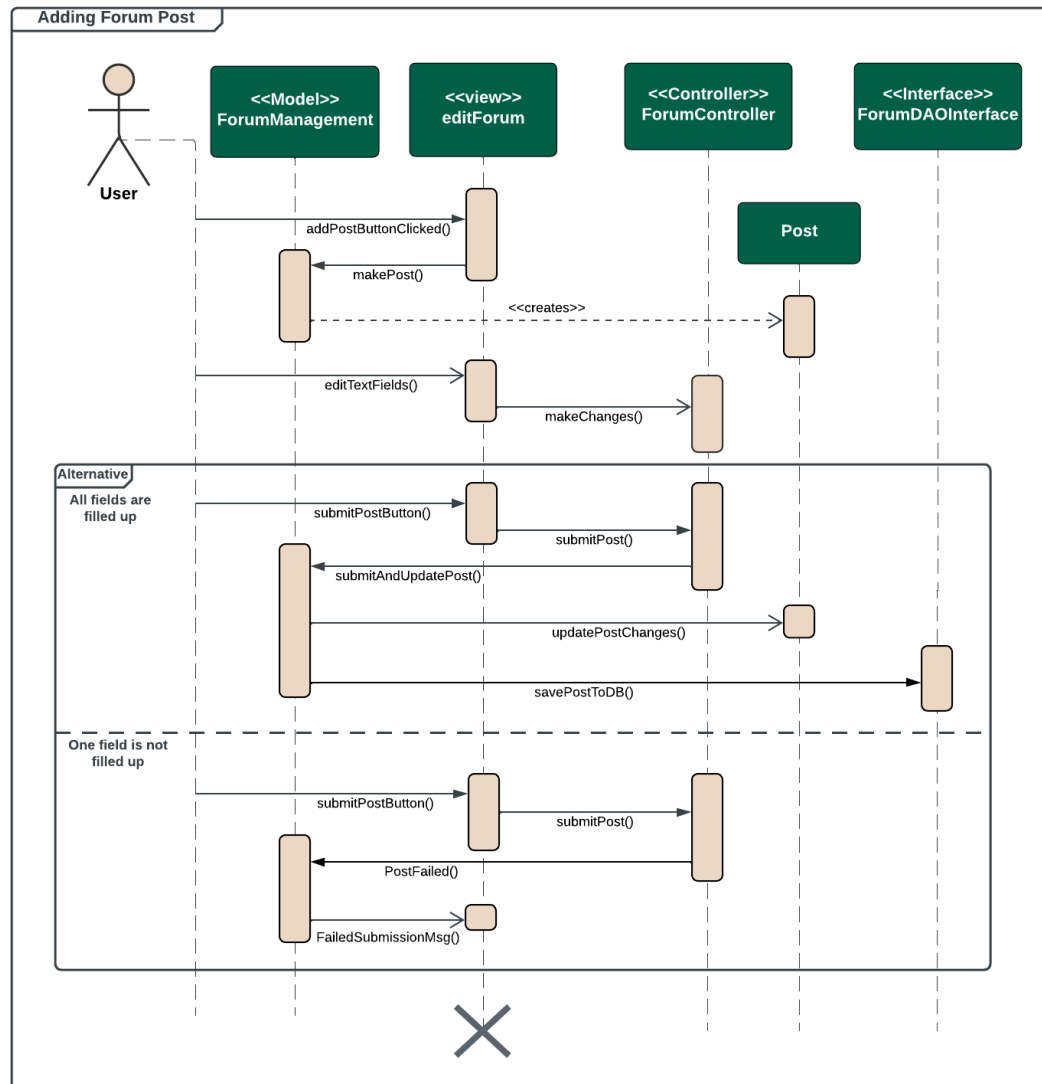 Adding Forum Post
<<Model>>
ForumManagement
<<view>>
editForum
<<Controller>>
ForumController
<<Interface>>
ForumDAOInterface
User
Post
addPostButtonClicked()
makePost()
<<creates>>
editTextFields()
makeChanges()
Alternative
All fields are
filled up
submitPostButton()
submitPost()
submitAndUpdatePost()
updatePostChanges()
savePostToDB()
One field is not
filled up
submitPostButton()
submitPost()
PostFailed()
FailedSubmissionMsg()